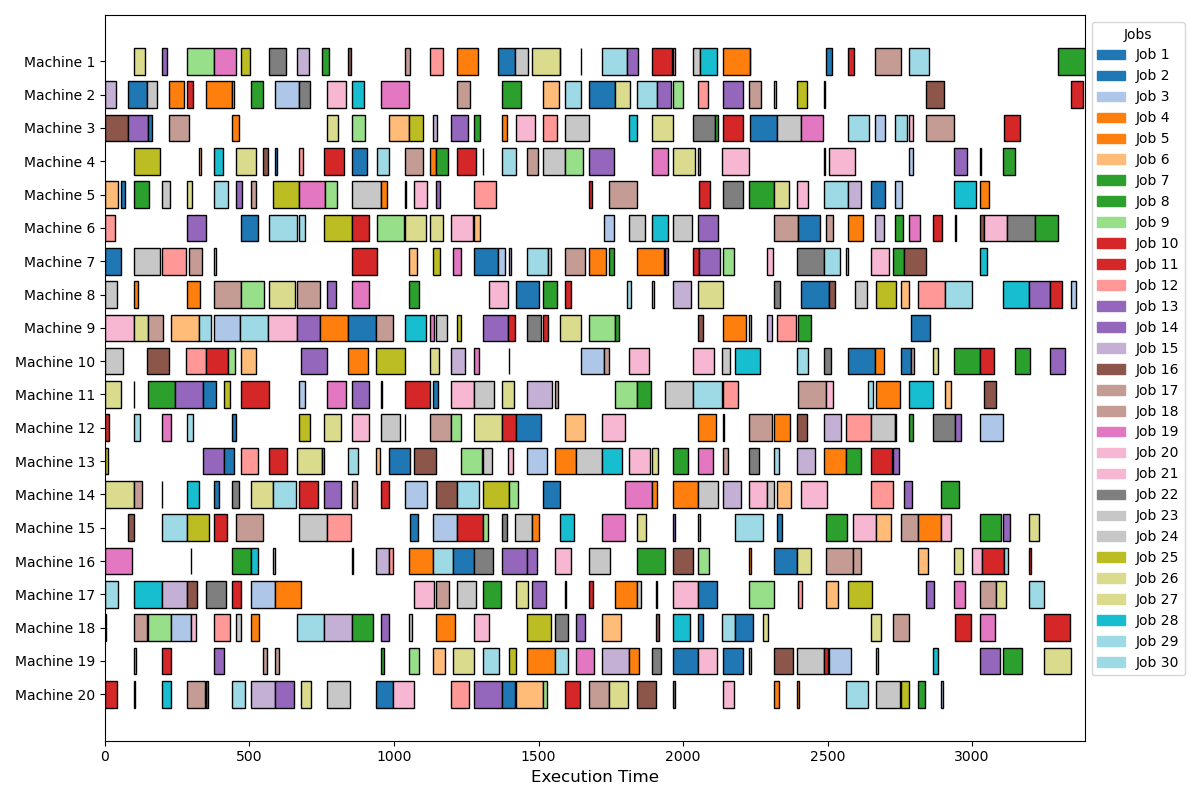 Machine 1
Machine 2
Machine 3
Machine 4
Machine 5
Machine 6
Machine 7
Machine 8
Machine 9
Machine 10
Machine 11
Machine 12
Machine 13
Machine 14
Machine 15
Machine 16
Machine 17
Machine 18
Machine 19
Machine 20
0 500 1000 1500 2000 2500 3000
Execution Time
Jobs
Job 1
Job 2
Job 3
Job 4
Job 5
Job 6
Job 7
Job 8
Job 9
Job 10
Job 11
Job 12
Job 13
Job 14
Job 15
Job 16
Job 17
Job 18
Job 19
Job 20
Job 21
Job 22
Job 23
Job 24
Job 25
Job 26
Job 27
Job 28
Job 29
Job 30